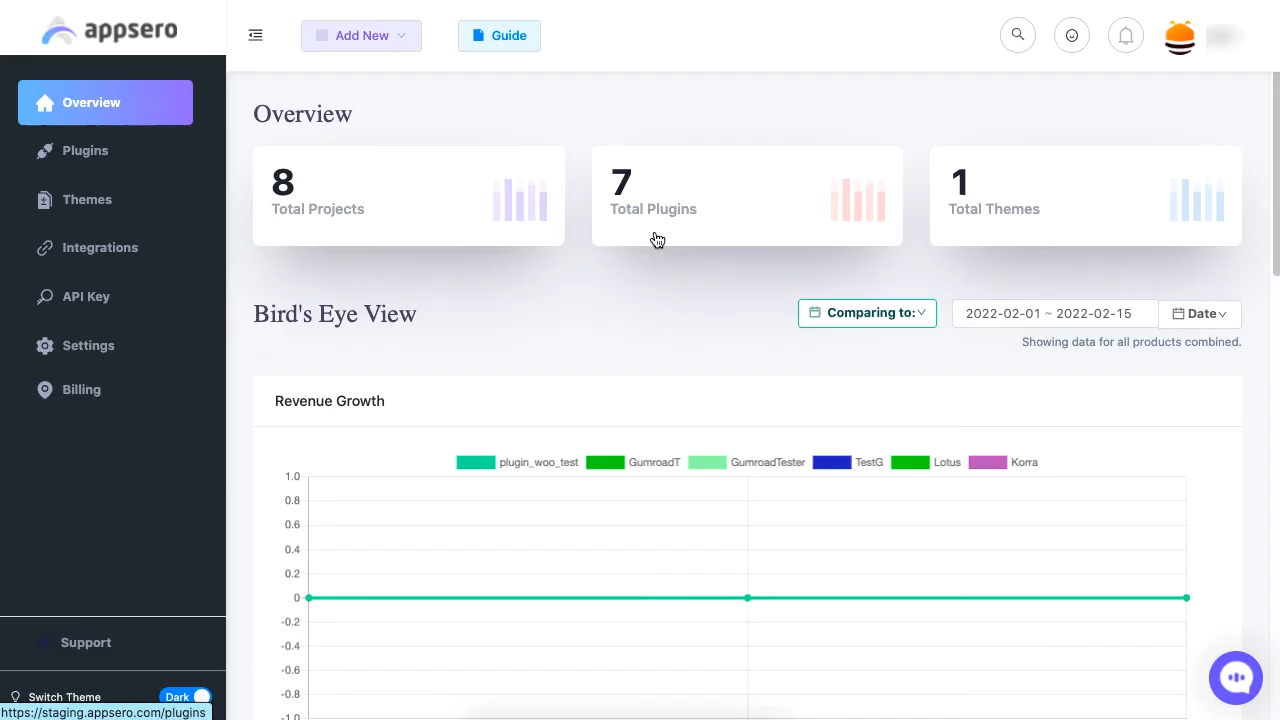 appsero
Add New
Guide
Overview
Plugins
Themes
Integrations
API Key
Settings
Billing
Support
Switch Theme
Dark
https://staging.appsero.com/plugins
Overview
8
Total Projects
7
Total Plugins
1
Total Themes
Bird's Eye View
Comparing to:
2022-02-01 ~ 2022-02-15
Date
Showing data for all products combined.
Revenue Growth
plugin_woo_test
GumroadT
GumroadTester
TestG
Lotus
Korra
1.0
0.8
0.6
0.4
0.2
0
-0.2
-0.4
-0.6
-0.8
-1.0